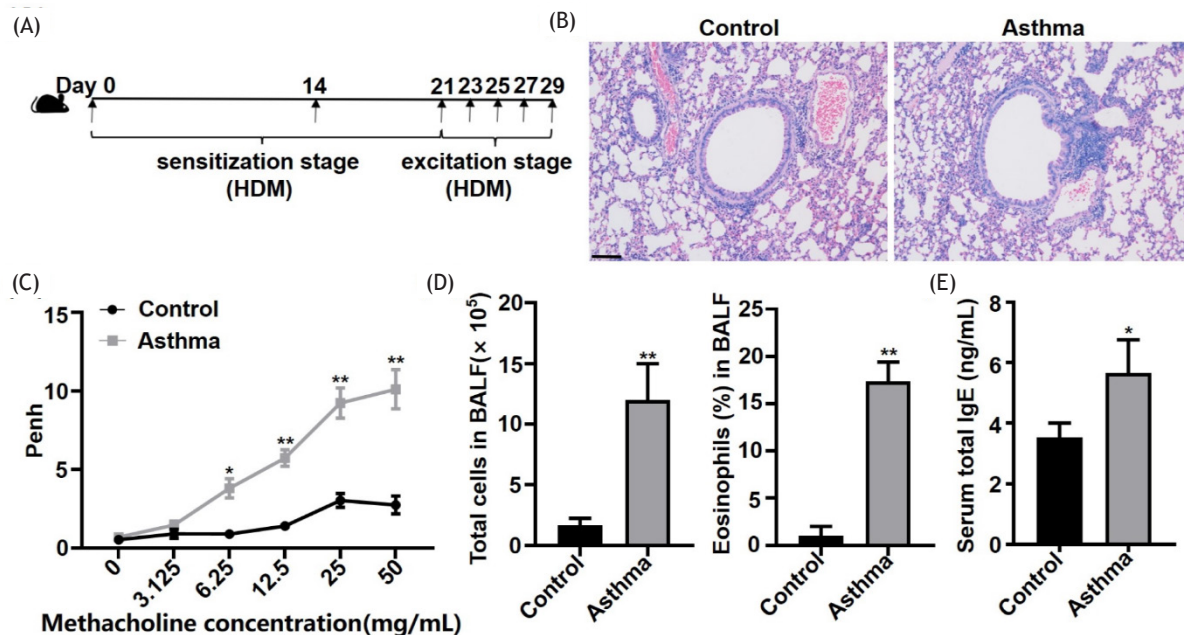 (A)
Day 0 14 21 23 25 27 29
sensitization stage excitation stage
(HDM) (HDM)
(B)
Control Asthma
(C)
Control
Asthma
15
10
5
0
Penh
* ** ** **
0 3.125 6.25 12.5 25 50
Methacholine concentration(mg/mL)
(D)
Total cells in BALF(× 10⁵)
20
15
10
5
0
**
Control Asthma
Eosinophils (%) in BALF
25
20
15
10
5
0
**
Control Asthma
(E)
Serum total IgE (ng/mL)
8
6
4
2
0
*
Control Asthma